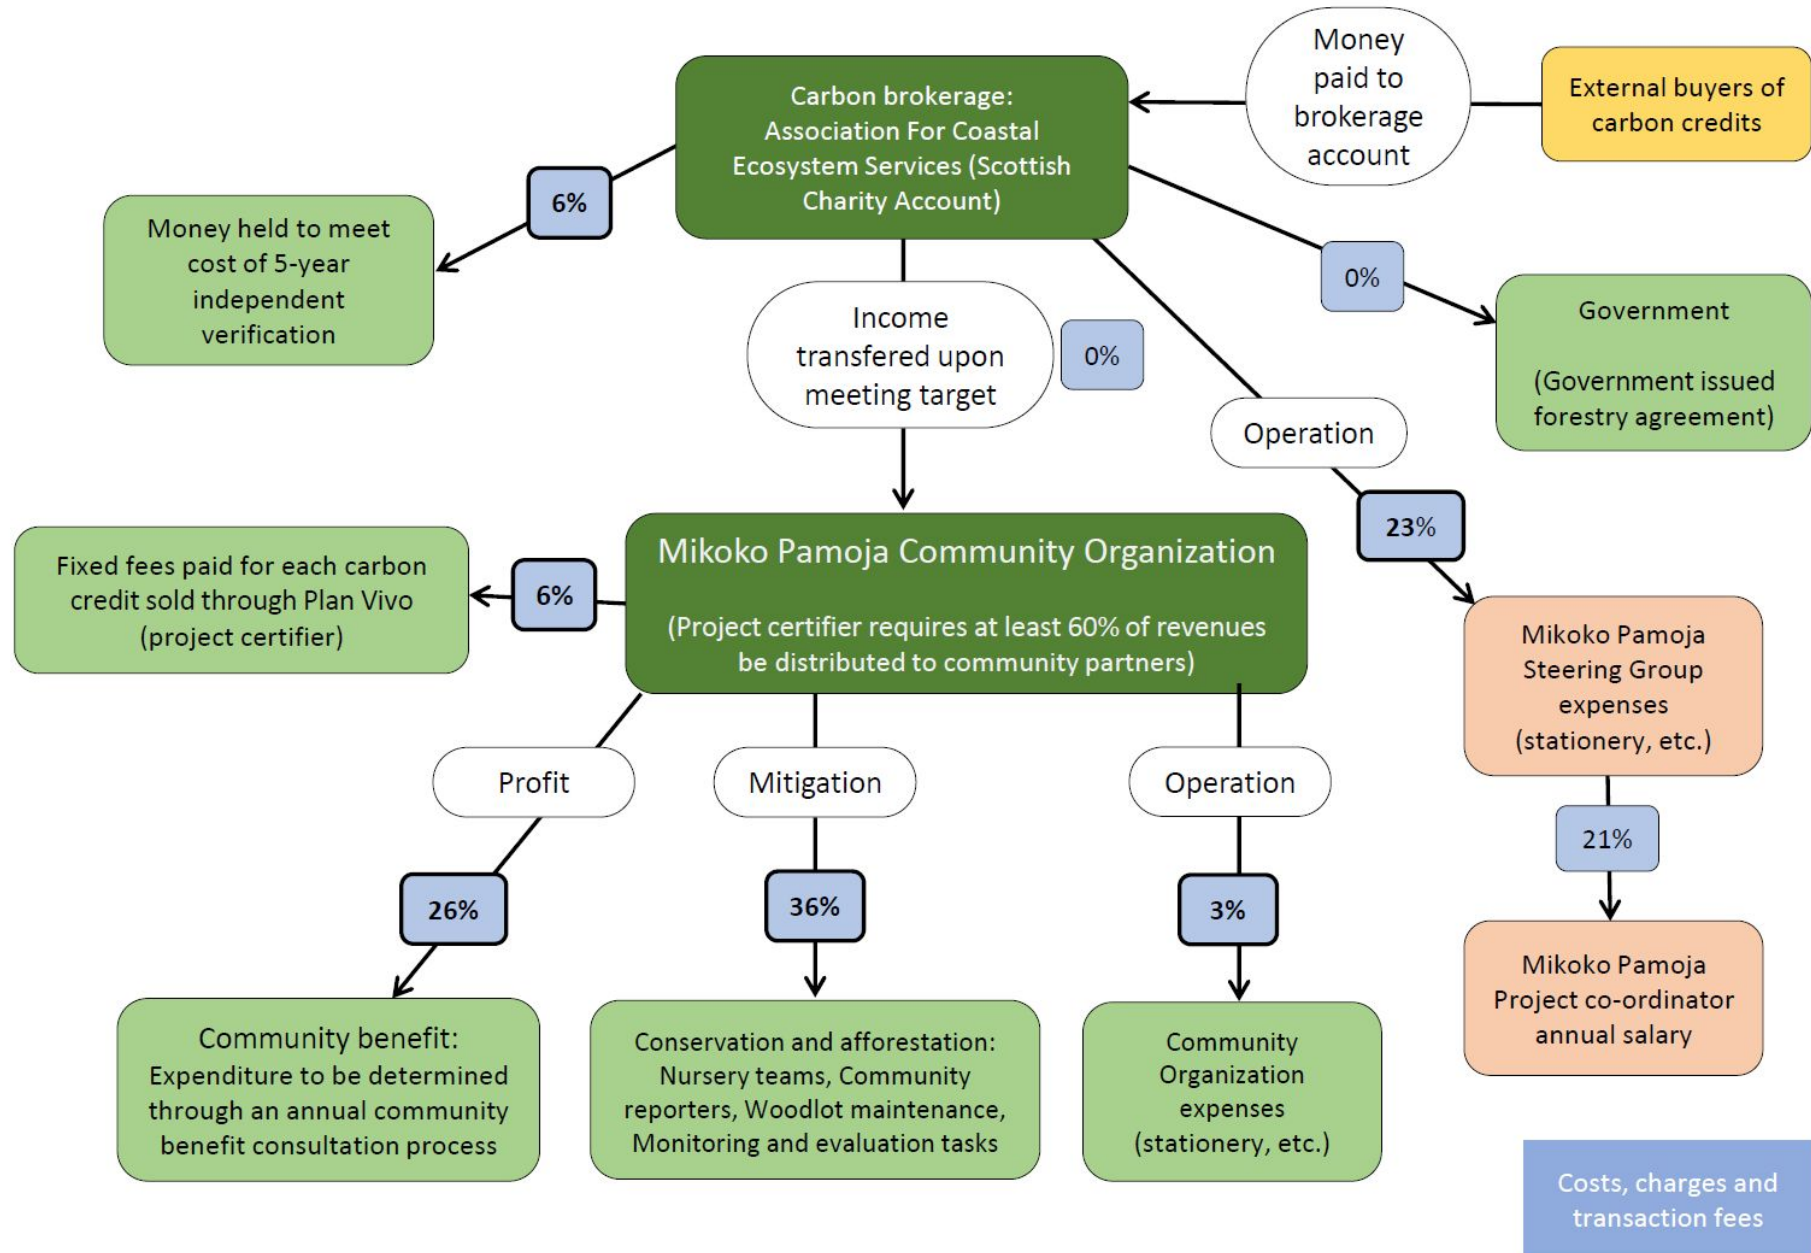 Money
paid to
brokerage
account
External buyers of
carbon credits
Carbon brokerage:
Association For Coastal
Ecosystem Services (Scottish
Charity Account)
6%
Money held to meet
cost of 5-year
independent
verification
Income
transfered upon
meeting target
0%
0%
Government
(Government issued
forestry agreement)
Operation
23%
Fixed fees paid for each carbon
credit sold through Plan Vivo
(project certifier)
6%
Mikoko Pamoja Community Organization
(Project certifier requires at least 60% of revenues
be distributed to community partners)
Mikoko Pamoja
Steering Group
expenses
(stationery, etc.)
Profit
Mitigation
Operation
21%
26%
36%
3%
Mikoko Pamoja
Project co-ordinator
annual salary
Community benefit:
Expenditure to be determined
through an annual community
benefit consultation process
Conservation and afforestation:
Nursery teams, Community
reporters, Woodlot maintenance,
Monitoring and evaluation tasks
Community
Organization
expenses
(stationery, etc.)
Costs, charges and
transaction fees